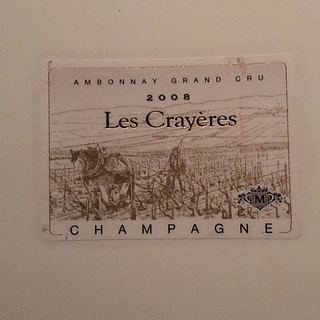 AMBONNAY GRAND CRU
2008
Les Crayères
M
CHAMPAGNE